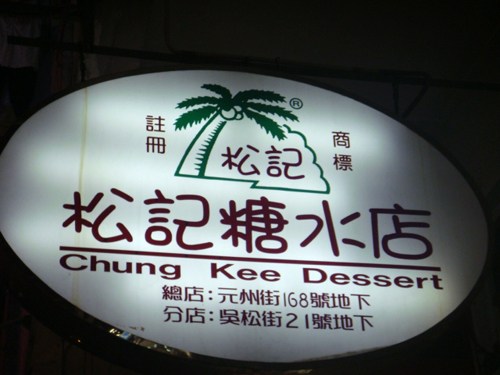 ®
註冊
商標
松記
松記糖水店
Chung Kee Dessert
總店:元州街168號地下
分店:吳松街21號地下